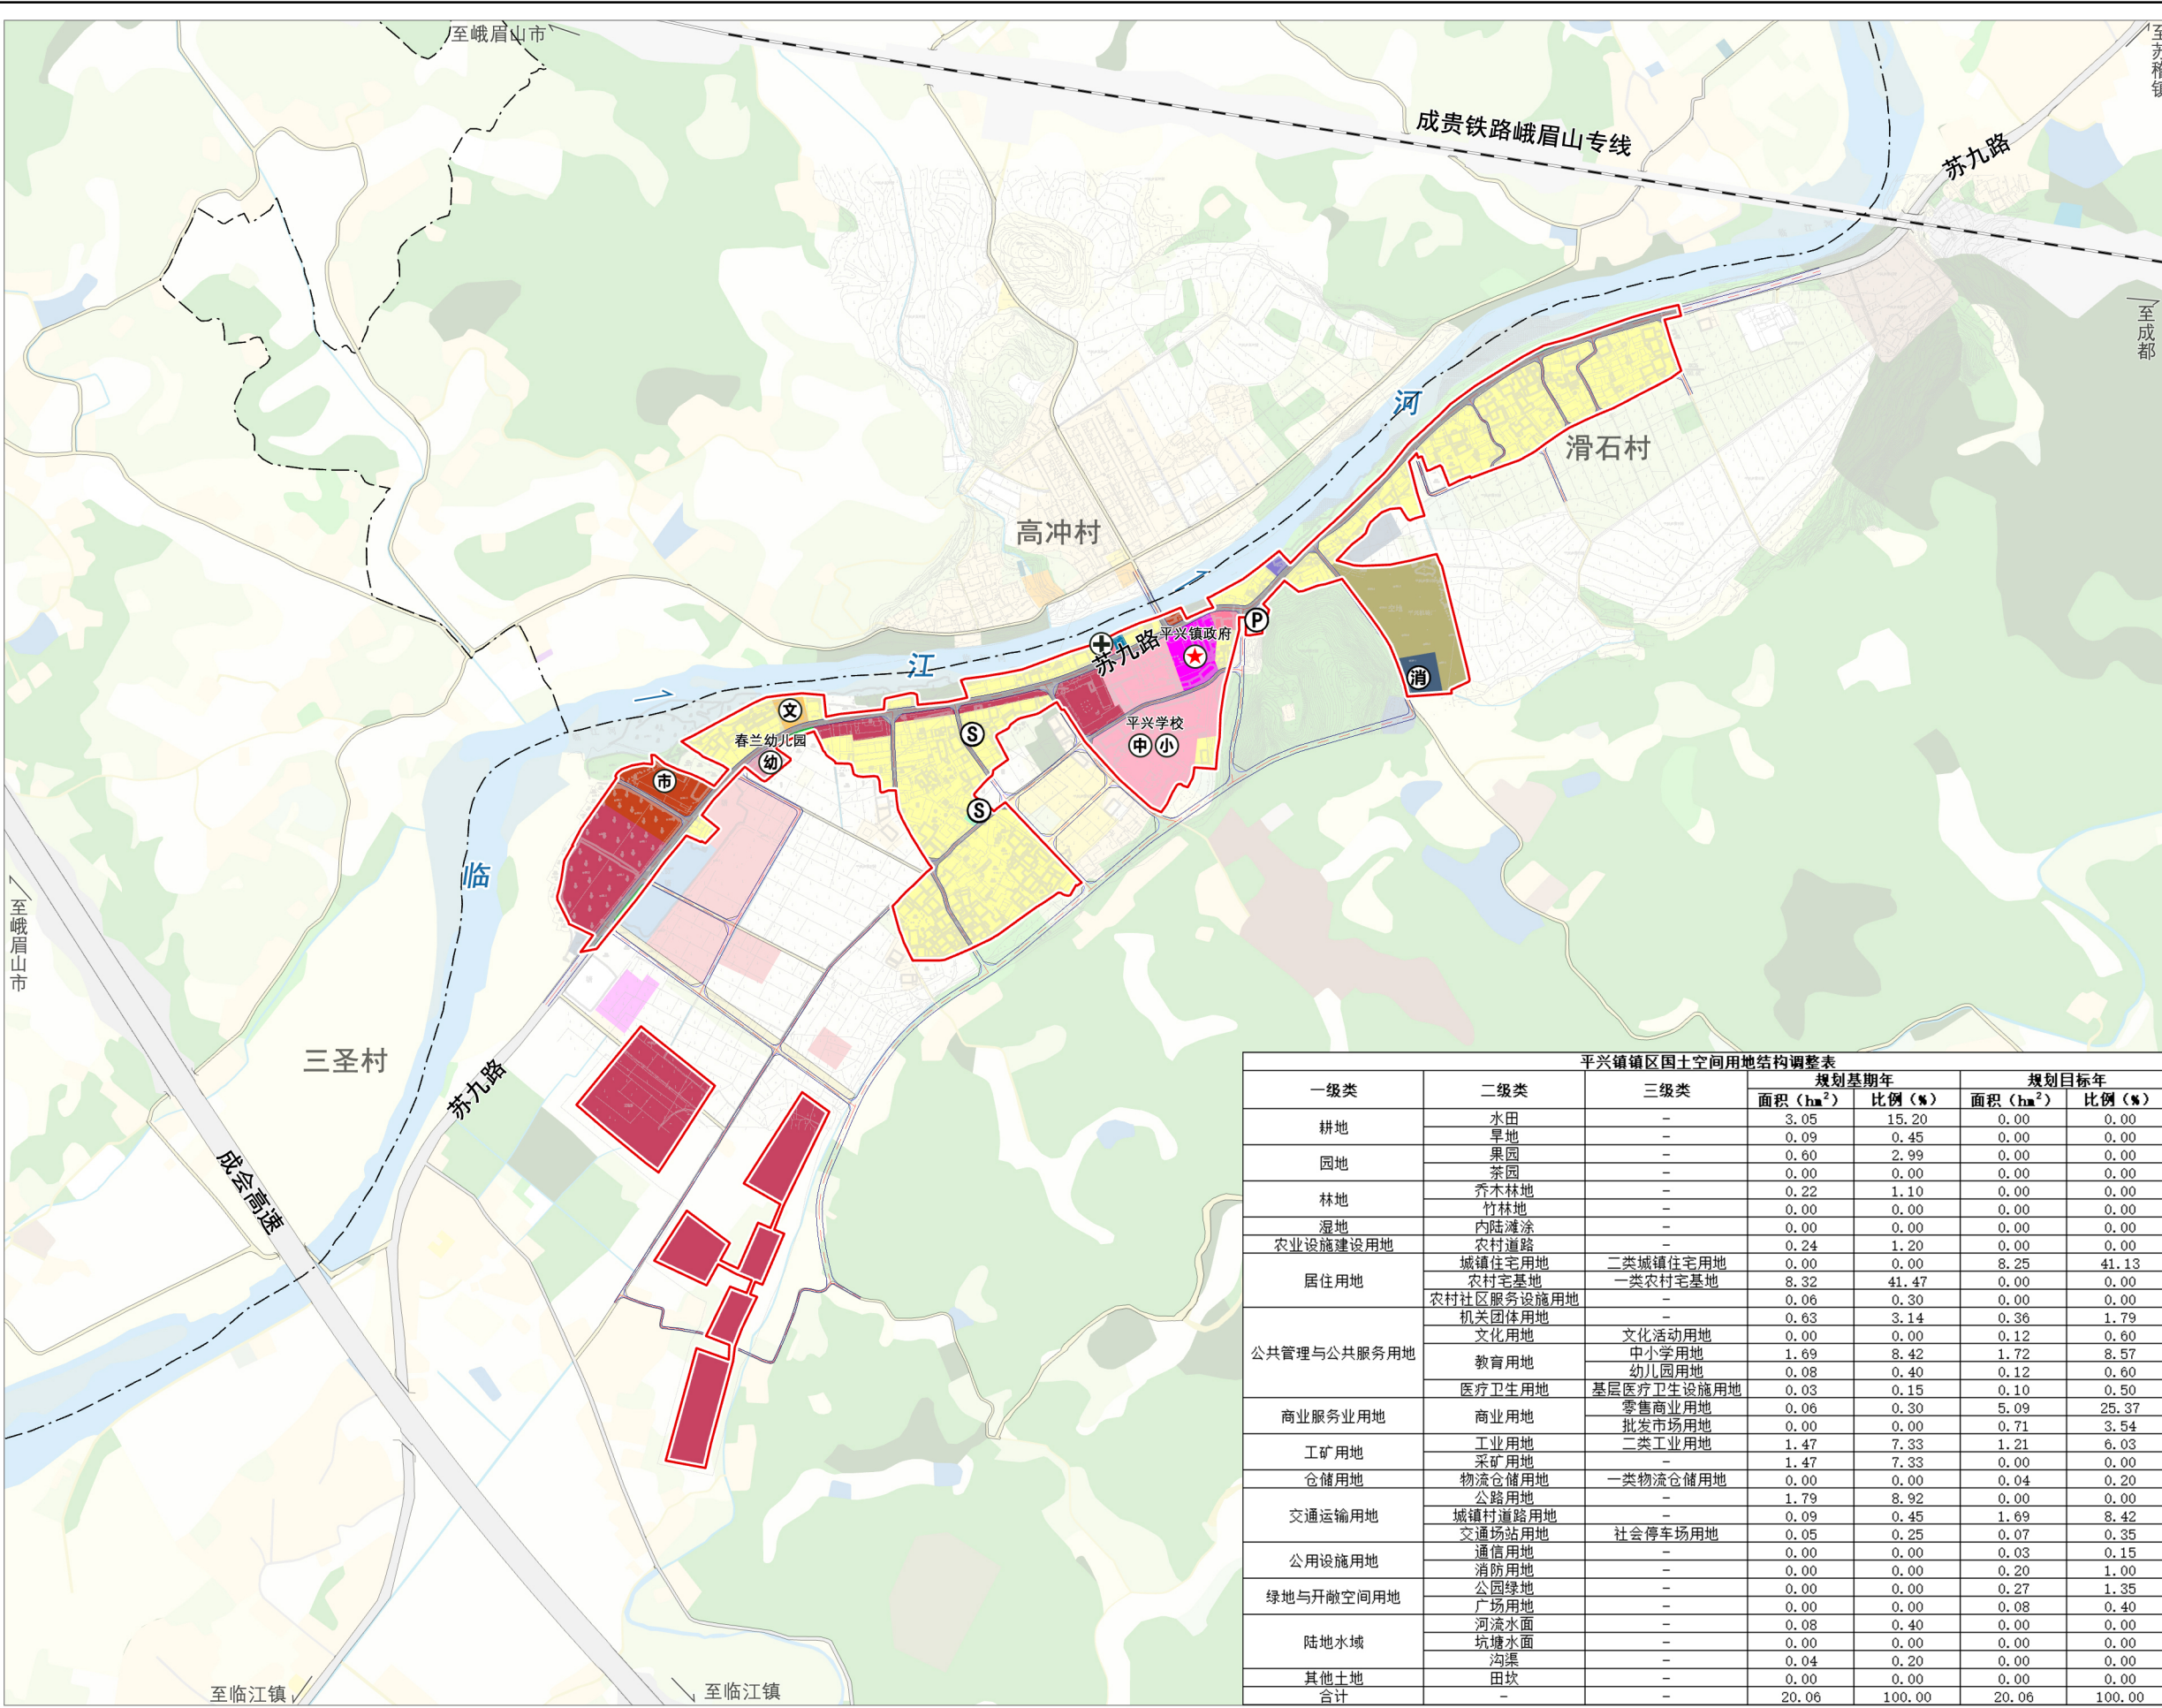 至峨眉山市
至苏稽镇
成贵铁路峨眉山专线
苏九路
至成都
河
滑石村
高冲村
P
平兴镇政府
苏九路
江
消
文
S
平兴学校
中 小
春兰幼儿园
幼
市
S
临
至峨眉山市
三圣村
苏九路
成会高速
至临江镇
至临江镇
平兴镇镇区国土空间用地结构调整表
一级类 二级类 三级类 规划基期年 规划目标年
面积（hm²） 比例（%） 面积（hm²） 比例（%）
耕地 水田 - 3.05 15.20 0.00 0.00
旱地 - 0.09 0.45 0.00 0.00
园地 果园 - 0.60 2.99 0.00 0.00
茶园 - 0.00 0.00 0.00 0.00
林地 乔木林地 - 0.22 1.10 0.00 0.00
竹林地 - 0.00 0.00 0.00 0.00
湿地 内陆滩涂 - 0.00 0.00 0.00 0.00
农业设施建设用地 农村道路 - 0.24 1.20 0.00 0.00
居住用地 城镇住宅用地 二类城镇住宅用地 0.00 0.00 8.25 41.13
农村宅基地 一类农村宅基地 8.32 41.47 0.00 0.00
农村社区服务设施用地 - 0.06 0.30 0.00 0.00
公共管理与公共服务用地 机关团体用地 - 0.63 3.14 0.36 1.79
文化用地 文化活动用地 0.00 0.00 0.12 0.60
教育用地 中小学用地 1.69 8.42 1.72 8.57
幼儿园用地 0.08 0.40 0.12 0.60
医疗卫生用地 基层医疗卫生设施用地 0.03 0.15 0.10 0.50
商业服务业用地 商业用地 零售商业用地 0.06 0.30 5.09 25.37
批发市场用地 0.00 0.00 0.71 3.54
工矿用地 工业用地 二类工业用地 1.47 7.33 1.21 6.03
采矿用地 - 1.47 7.33 0.00 0.00
仓储用地 物流仓储用地 一类物流仓储用地 0.00 0.00 0.04 0.20
交通运输用地 公路用地 - 1.79 8.92 0.00 0.00
城镇村道路用地 - 0.09 0.45 1.69 8.42
交通场站用地 社会停车场用地 0.05 0.25 0.07 0.35
公用设施用地 通信用地 - 0.00 0.00 0.03 0.15
消防用地 - 0.00 0.00 0.20 1.00
绿地与开敞空间用地 公园绿地 - 0.00 0.00 0.27 1.35
广场用地 - 0.00 0.00 0.08 0.40
陆地水域 河流水面 - 0.08 0.40 0.00 0.00
坑塘水面 - 0.00 0.00 0.00 0.00
沟渠 - 0.04 0.20 0.00 0.00
其他土地 田坎 - 0.00 0.00 0.00 0.00
合计 - - 20.06 100.00 20.06 100.00